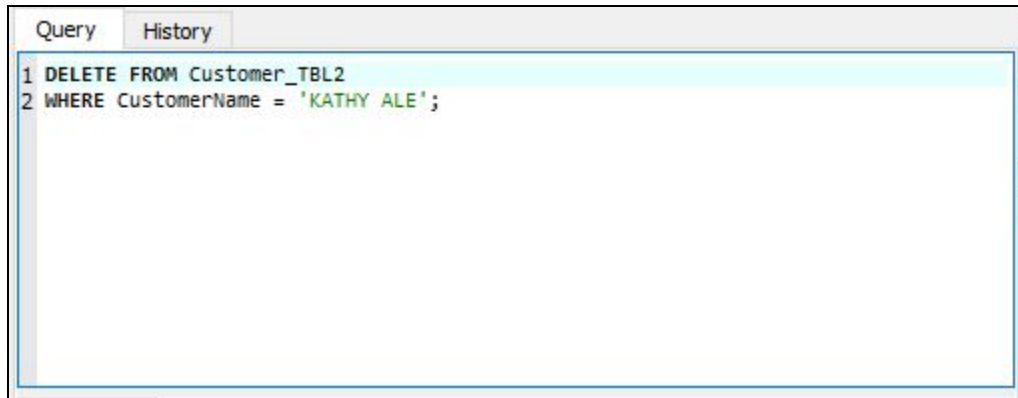 Query History
1 DELETE FROM Customer_TBL2
2 WHERE CustomerName = 'KATHY ALE';